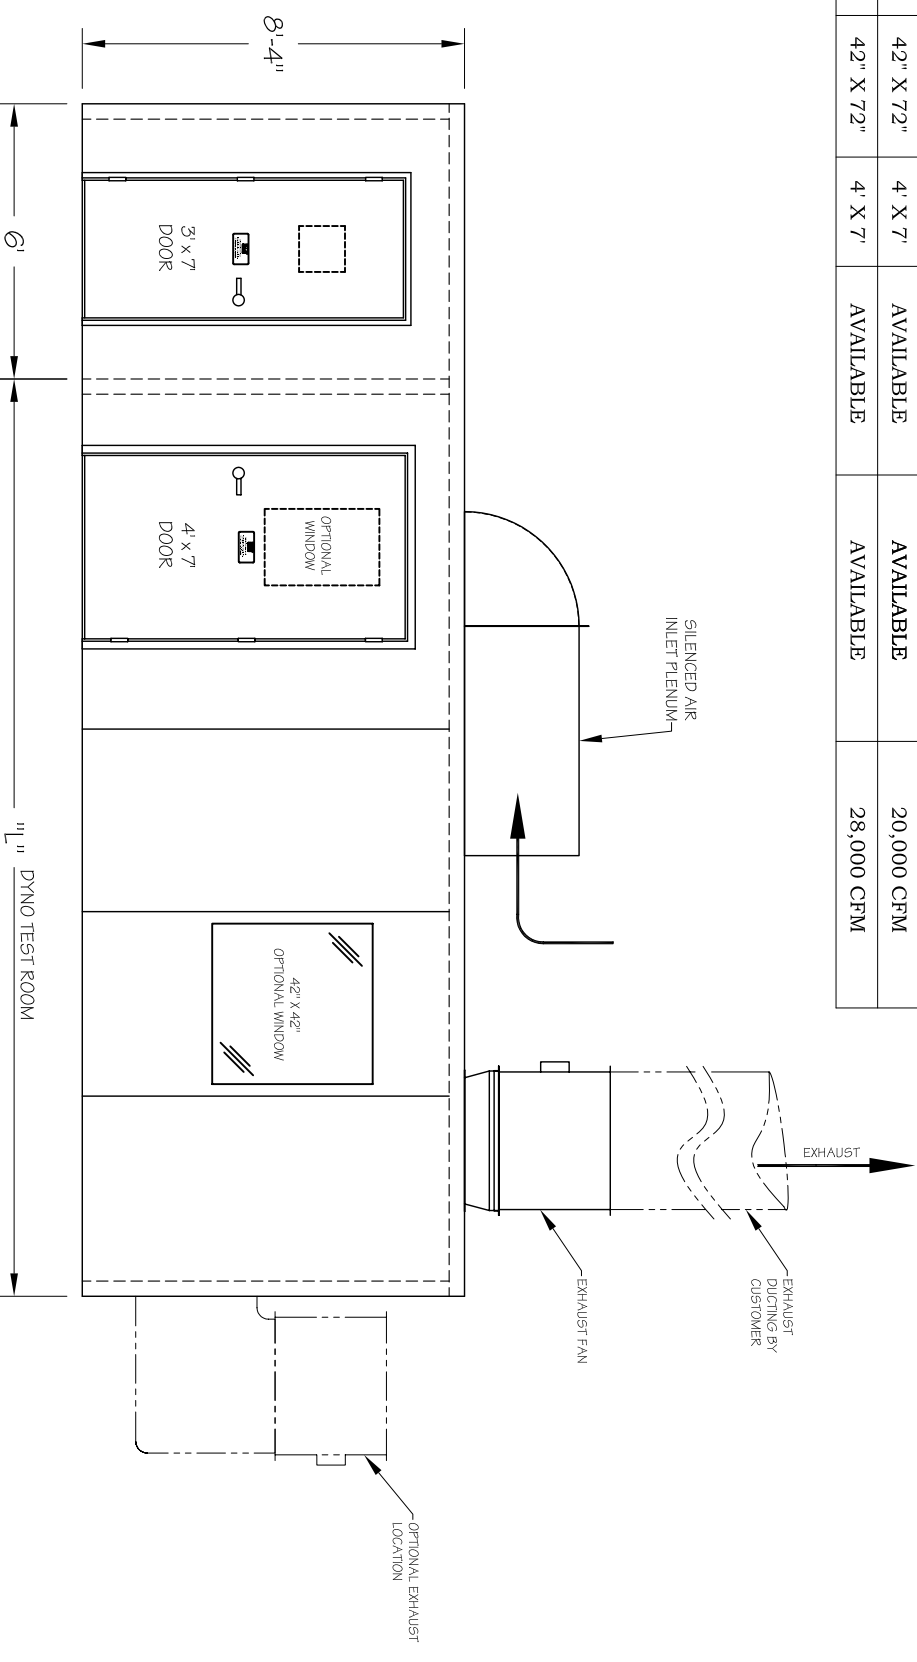 42" X 72" 4' X 7' AVAILABLE AVAILABLE 20,000 CFM
42" X 72" 4' X 7' AVAILABLE AVAILABLE 28,000 CFM
EXHAUST
EXHAUST
DUCTING BY
CUSTOMER
SILENCED AIR
INLET PLENUM
EXHAUST FAN
OPTIONAL EXHAUST
LOCATION
OPTIONAL
WINDOW
42" X 42"
OPTIONAL WINDOW
8'-4"
3' x 7'
DOOR
4' x 7'
DOOR
6'
"L" DYNO TEST ROOM